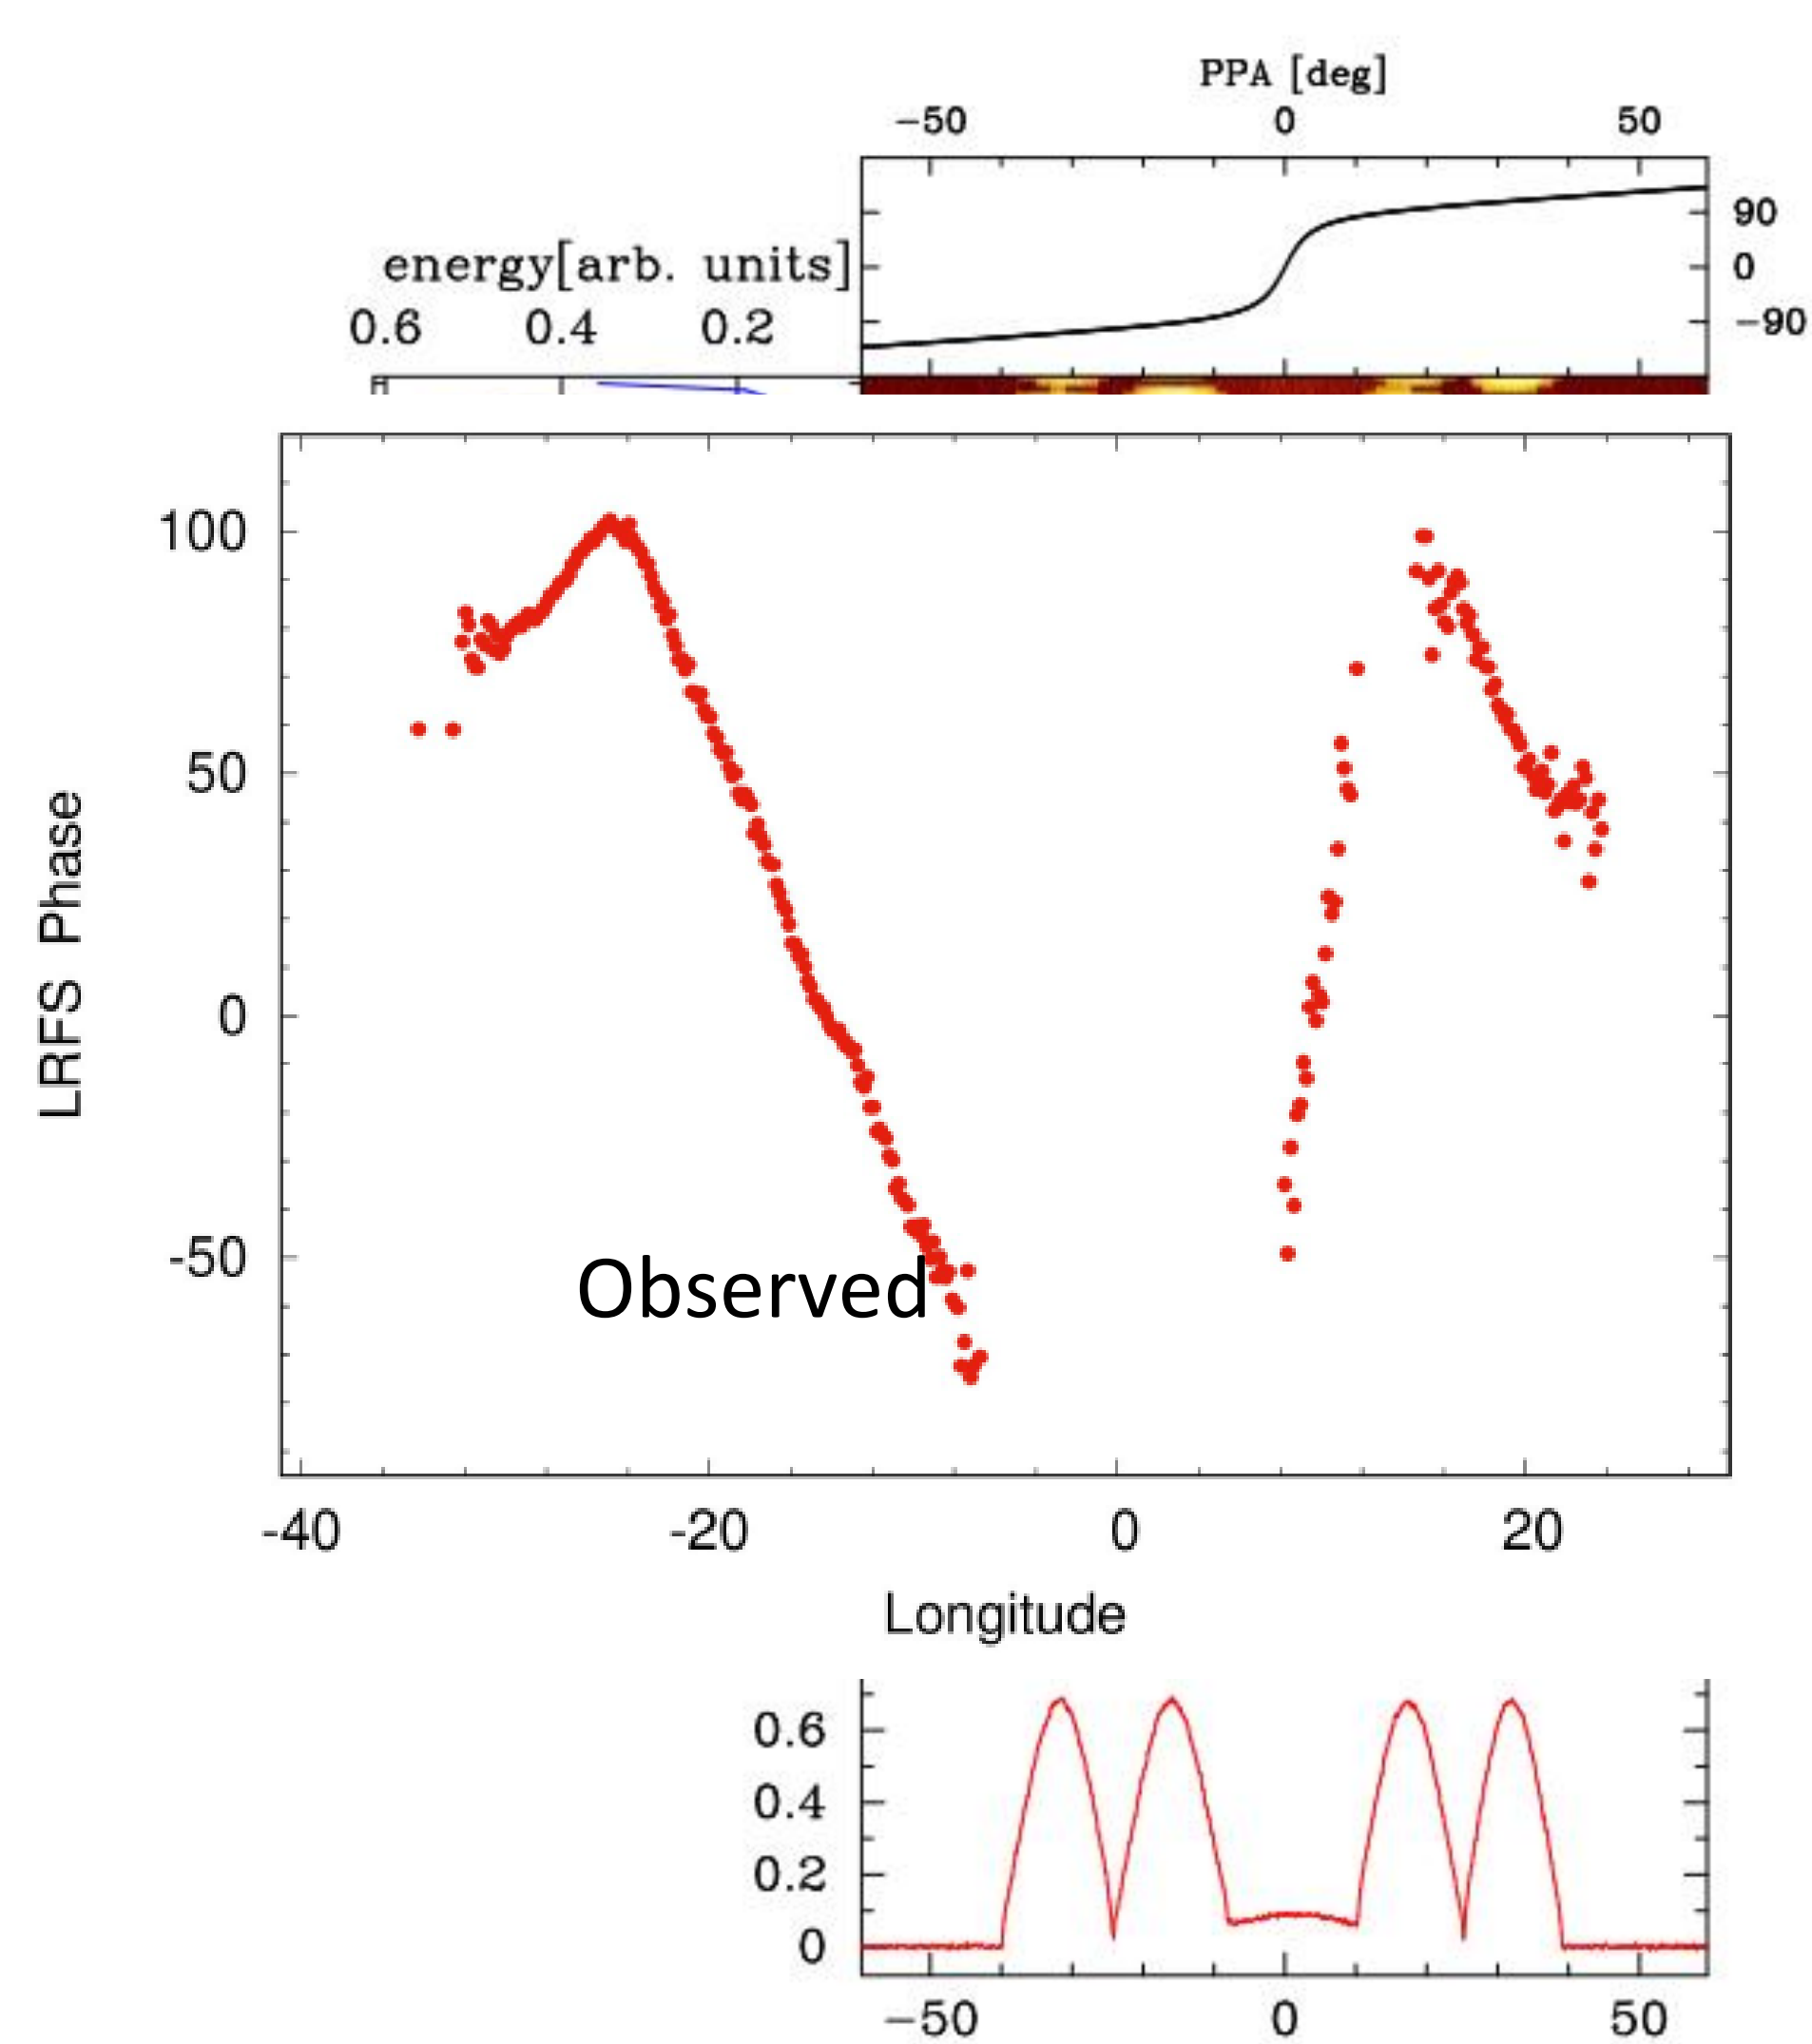 PPA [deg]
−50 0 50
90
energy[arb. units] 0
0.6 0.4 0.2 −90
100
50
LRFS Phase
0
-50
Observed
-40 -20 0 20
Longitude
0.6
0.4
0.2
0
−50 0 50